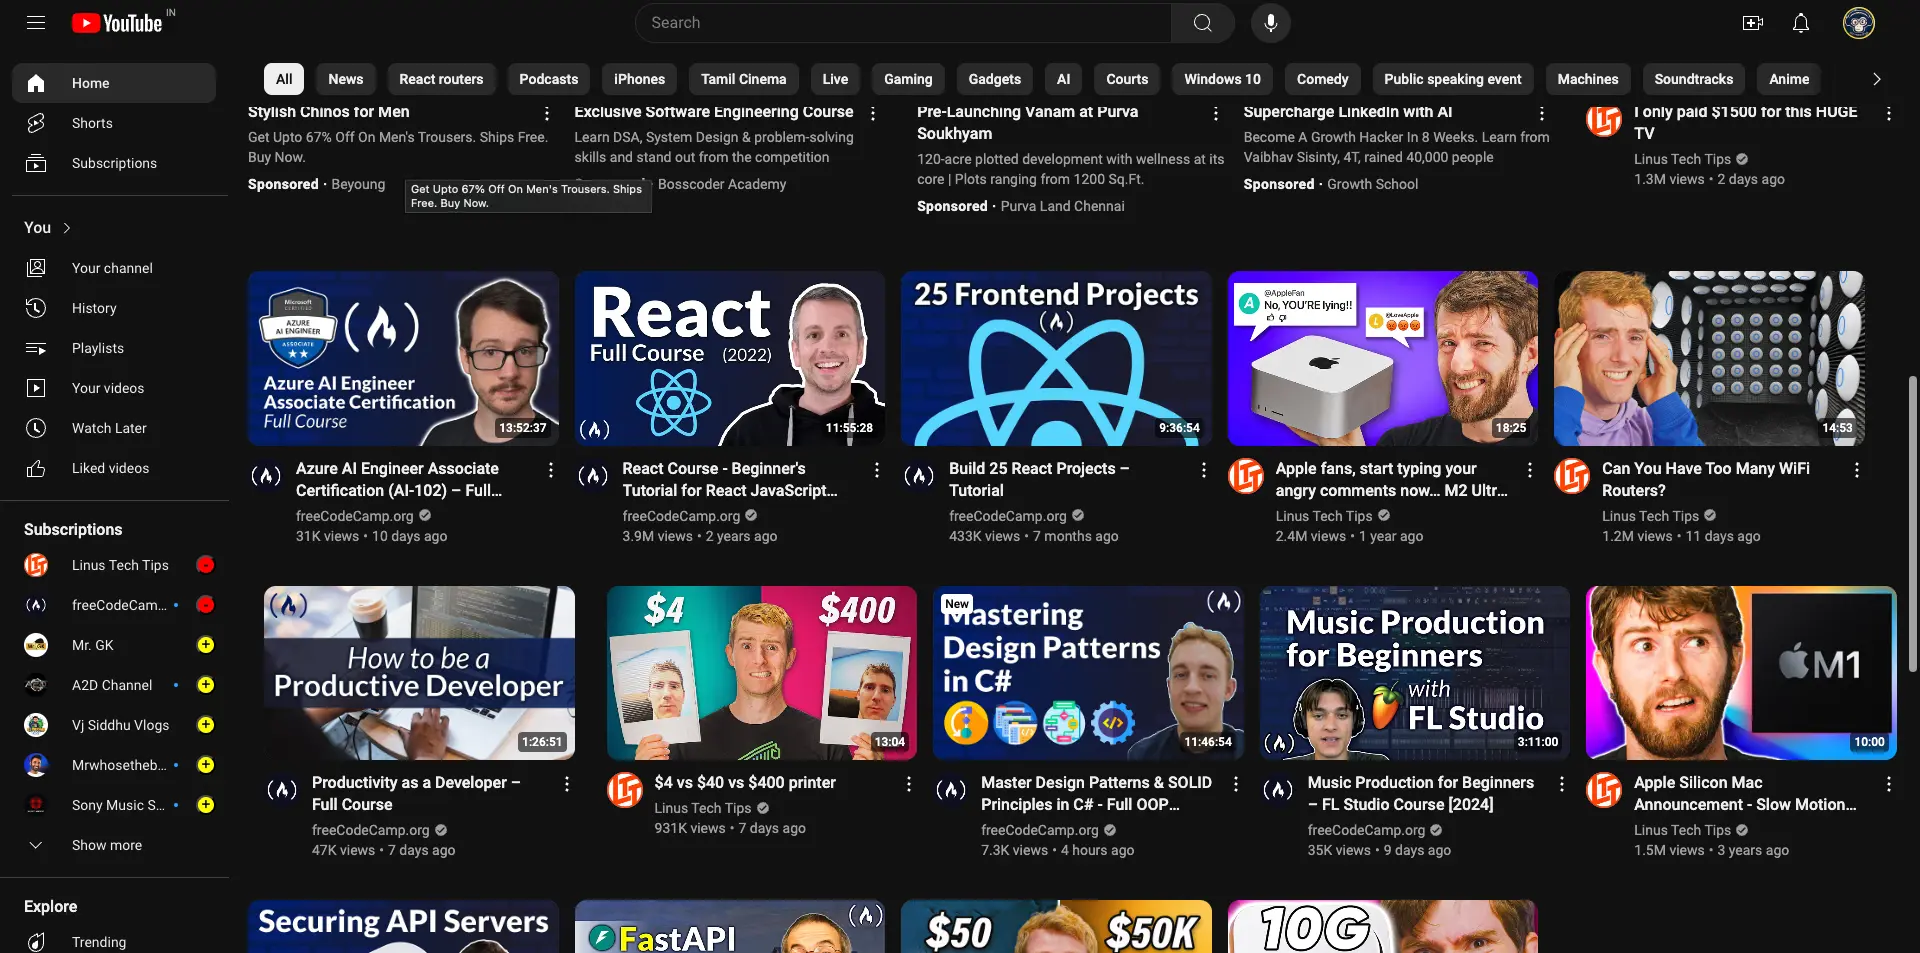 YouTube IN
Search
Home
Shorts
Subscriptions
You
Your channel
History
Playlists
Your videos
Watch Later
Liked videos
Subscriptions
Linus Tech Tips
freeCodeCam...
Mr. GK
A2D Channel
Vj Siddhu Vlogs
Mrwhosetheb...
Sony Music S...
Show more
Explore
Trending
All News React routers Podcasts iPhones Tamil Cinema Live Gaming Gadgets AI Courts Windows 10 Comedy Public speaking event Machines Soundtracks Anime
Stylish Chinos for Men
Get Upto 67% Off On Men's Trousers. Ships Free.
Buy Now.
Sponsored · Beyoung
Get Upto 67% Off On Men's Trousers. Ships
Free. Buy Now.
Exclusive Software Engineering Course
Learn DSA, System Design & problem-solving
skills and stand out from the competition
Bosscoder Academy
Pre-Launching Vanam at Purva
Soukhyam
120-acre plotted development with wellness at its
core | Plots ranging from 1200 Sq.Ft.
Sponsored · Purva Land Chennai
Supercharge LinkedIn with AI
Become A Growth Hacker In 8 Weeks. Learn from
Vaibhav Sisinty, 4T, rained 40,000 people
Sponsored · Growth School
I only paid $1500 for this HUGE
TV
Linus Tech Tips
1.3M views • 2 days ago
Microsoft
CERTIFIED
AZURE
AI ENGINEER
ASSOCIATE
Azure AI Engineer
Associate Certification
Full Course
13:52:37
Azure AI Engineer Associate
Certification (AI-102) – Full...
freeCodeCamp.org
31K views • 10 days ago
React
Full Course (2022)
11:55:28
React Course - Beginner's
Tutorial for React JavaScript...
freeCodeCamp.org
3.9M views • 2 years ago
25 Frontend Projects
9:36:54
Build 25 React Projects –
Tutorial
freeCodeCamp.org
433K views • 7 months ago
A @AppleFan
No, YOU'RE lying!!
L @LoveApple
18:25
LTT
Apple fans, start typing your
angry comments now... M2 Ultr...
Linus Tech Tips
2.4M views • 1 year ago
14:53
LTT
Can You Have Too Many WiFi
Routers?
Linus Tech Tips
1.2M views • 11 days ago
How to be a
Productive Developer
1:26:51
Productivity as a Developer –
Full Course
freeCodeCamp.org
47K views • 7 days ago
$4 $400
13:04
LTT
$4 vs $40 vs $400 printer
Linus Tech Tips
931K views • 7 days ago
New
Mastering
Design Patterns
in C#
11:46:54
Master Design Patterns & SOLID
Principles in C# - Full OOP...
freeCodeCamp.org
7.3K views • 4 hours ago
Music Production
for Beginners
with
FL Studio
3:11:00
Music Production for Beginners
– FL Studio Course [2024]
freeCodeCamp.org
35K views • 9 days ago
M1
10:00
LTT
Apple Silicon Mac
Announcement - Slow Motion...
Linus Tech Tips
1.5M views • 3 years ago
Securing API Servers
FastAPI
$50 $50K
10G